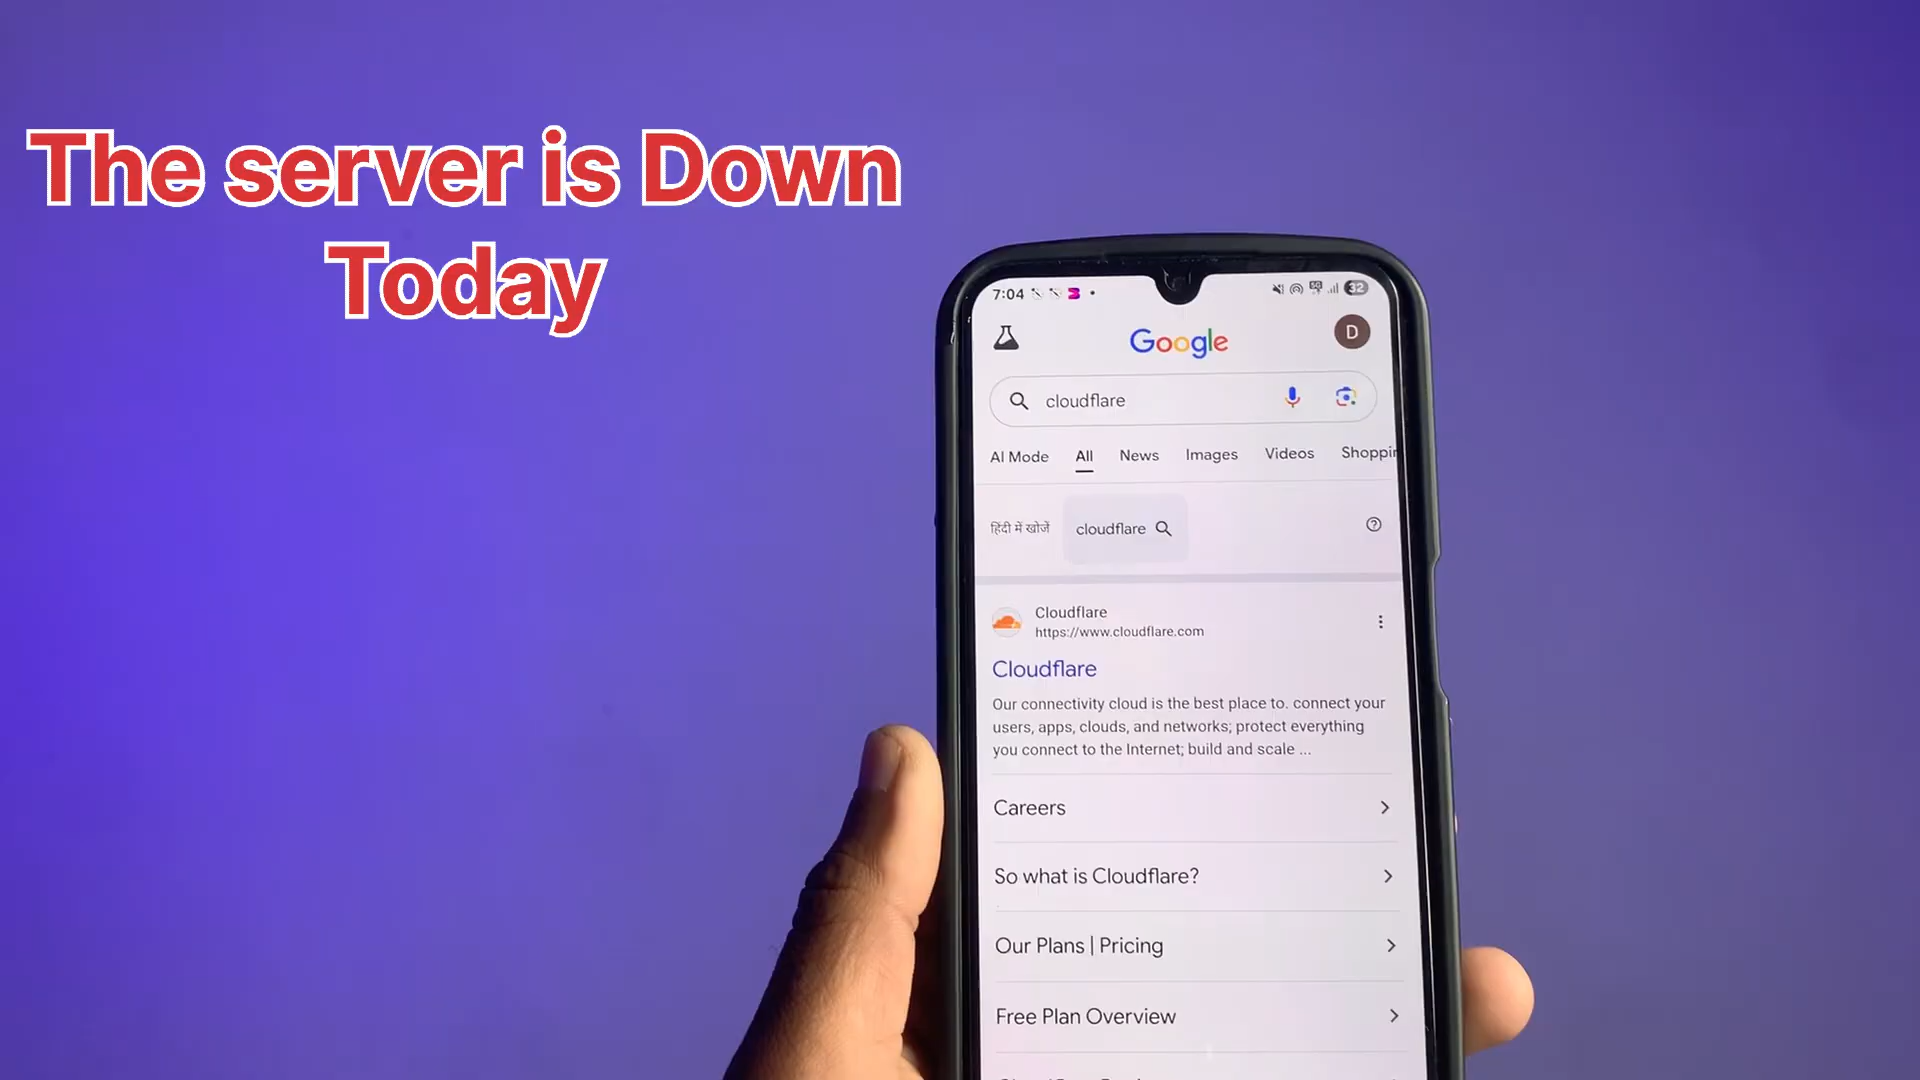 The server is Down
Today
7:04
32
Google
D
cloudflare
AI Mode All News Images Videos Shoppin
हिंदी में खोजें cloudflare
Cloudflare
https://www.cloudflare.com
Cloudflare
Our connectivity cloud is the best place to. connect your
users, apps, clouds, and networks; protect everything
you connect to the Internet; build and scale ...
Careers
So what is Cloudflare?
Our Plans | Pricing
Free Plan Overview